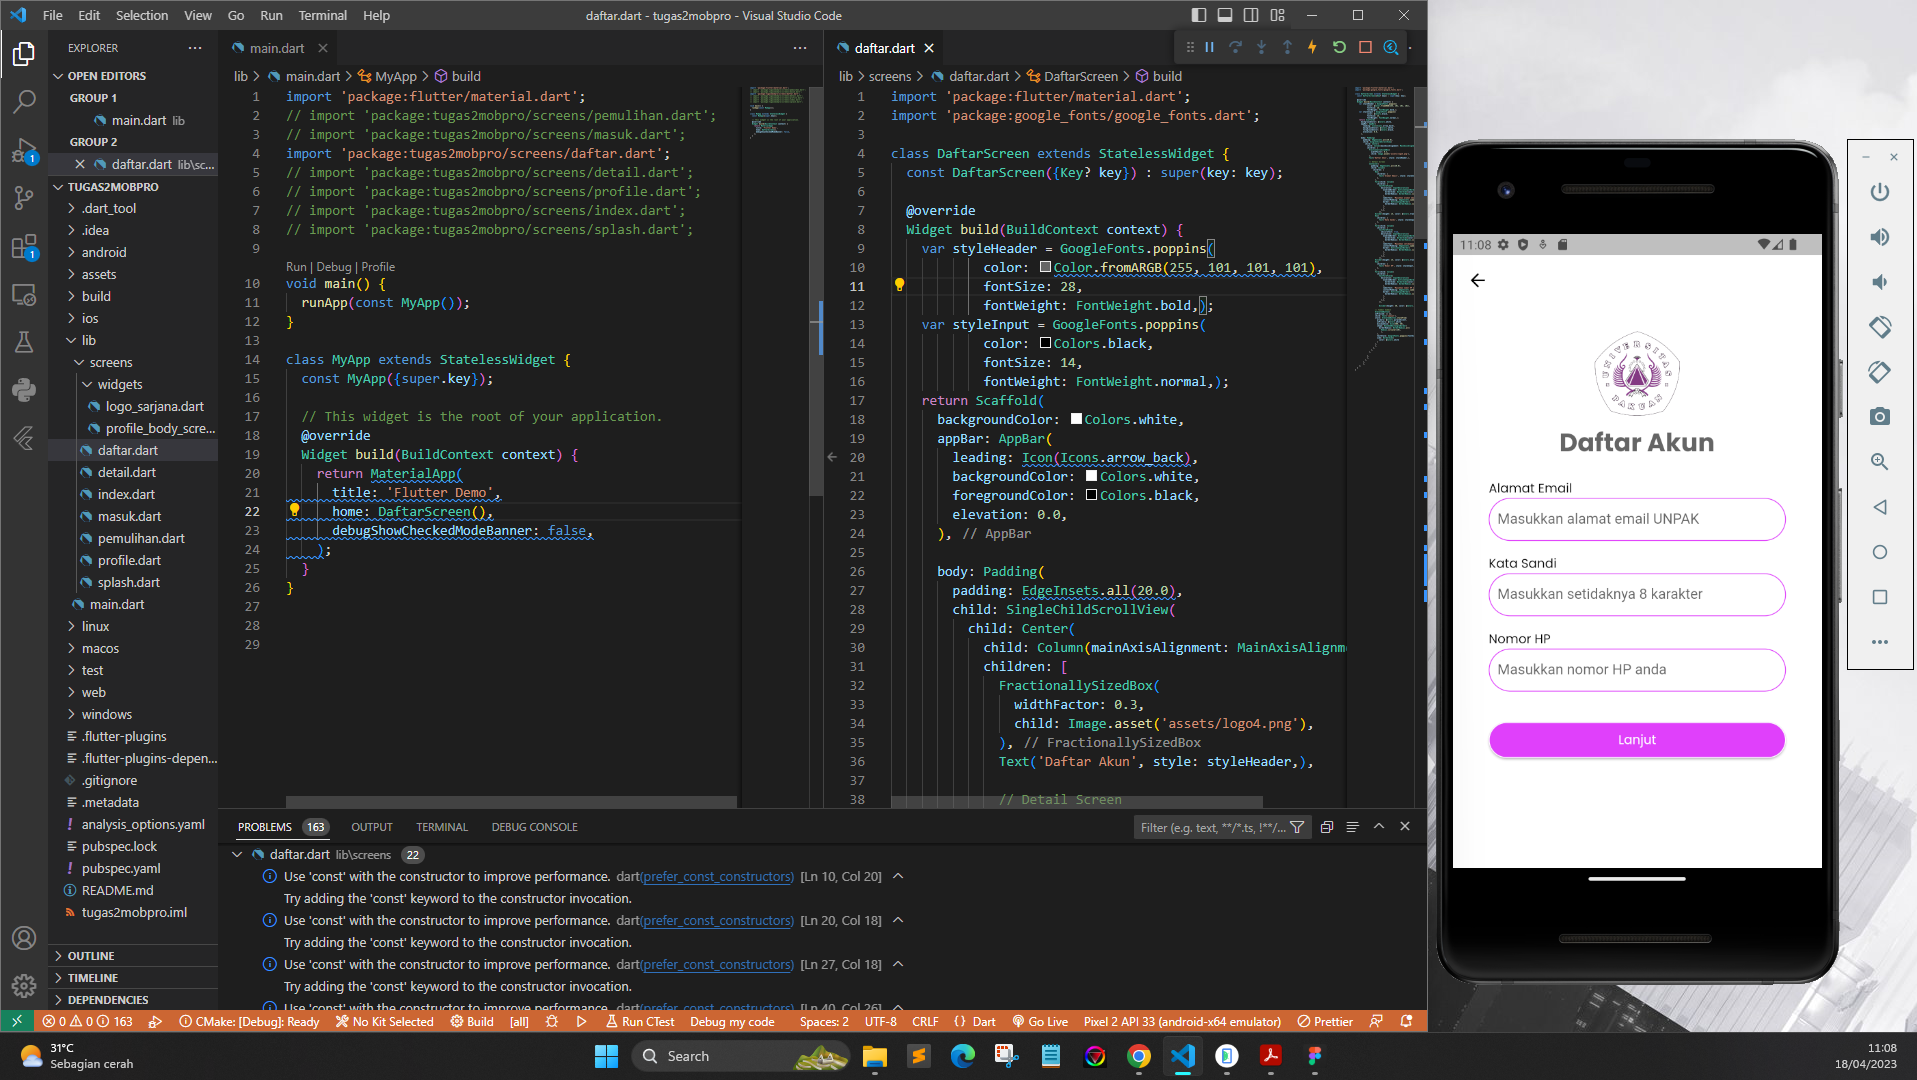 File Edit Selection View Go Run Terminal Help
daftar.dart - tugas2mobpro - Visual Studio Code
EXPLORER
OPEN EDITORS
GROUP 1
main.dart lib
GROUP 2
daftar.dart lib\sc...
TUGAS2MOBPRO
.dart_tool
.idea
android
assets
build
ios
lib
screens
widgets
logo_sarjana.dart
profile_body_scre...
daftar.dart
detail.dart
index.dart
masuk.dart
pemulihan.dart
profile.dart
splash.dart
main.dart
linux
macos
test
web
windows
.flutter-plugins
.flutter-plugins-depen...
.gitignore
.metadata
analysis_options.yaml
pubspec.lock
pubspec.yaml
README.md
tugas2mobpro.iml
OUTLINE
TIMELINE
DEPENDENCIES
main.dart
lib > main.dart > MyApp > build
1 import 'package:flutter/material.dart';
2 // import 'package:tugas2mobpro/screens/pemulihan.dart';
3 // import 'package:tugas2mobpro/screens/masuk.dart';
4 import 'package:tugas2mobpro/screens/daftar.dart';
5 // import 'package:tugas2mobpro/screens/detail.dart';
6 // import 'package:tugas2mobpro/screens/profile.dart';
7 // import 'package:tugas2mobpro/screens/index.dart';
8 // import 'package:tugas2mobpro/screens/splash.dart';
9
Run | Debug | Profile
10 void main() {
11 runApp(const MyApp());
12 }
13
14 class MyApp extends StatelessWidget {
15 const MyApp({super.key});
16
17 // This widget is the root of your application.
18 @override
19 Widget build(BuildContext context) {
20 return MaterialApp(
21 title: 'Flutter Demo',
22 home: DaftarScreen(),
23 debugShowCheckedModeBanner: false,
24 );
25 }
26 }
27
28
29
daftar.dart
lib > screens > daftar.dart > DaftarScreen > build
1 import 'package:flutter/material.dart';
2 import 'package:google_fonts/google_fonts.dart';
3
4 class DaftarScreen extends StatelessWidget {
5 const DaftarScreen({Key? key}) : super(key: key);
6
7 @override
8 Widget build(BuildContext context) {
9 var styleHeader = GoogleFonts.poppins(
10 color: Color.fromARGB(255, 101, 101, 101),
11 fontSize: 28,
12 fontWeight: FontWeight.bold,);
13 var styleInput = GoogleFonts.poppins(
14 color: Colors.black,
15 fontSize: 14,
16 fontWeight: FontWeight.normal,);
17 return Scaffold(
18 backgroundColor: Colors.white,
19 appBar: AppBar(
20 leading: Icon(Icons.arrow_back),
21 backgroundColor: Colors.white,
22 foregroundColor: Colors.black,
23 elevation: 0.0,
24 ), // AppBar
25
26 body: Padding(
27 padding: EdgeInsets.all(20.0),
28 child: SingleChildScrollView(
29 child: Center(
30 child: Column(mainAxisAlignment: MainAxisAlignm
31 children: [
32 FractionallySizedBox(
33 widthFactor: 0.3,
34 child: Image.asset('assets/logo4.png'),
35 ), // FractionallySizedBox
36 Text('Daftar Akun', style: styleHeader,),
37
38 // Detail Screen
PROBLEMS 163 OUTPUT TERMINAL DEBUG CONSOLE
Filter (e.g. text, **/*.ts, !**/...
daftar.dart lib\screens 22
Use 'const' with the constructor to improve performance. dart(prefer_const_constructors) [Ln 10, Col 20]
Try adding the 'const' keyword to the constructor invocation.
Use 'const' with the constructor to improve performance. dart(prefer_const_constructors) [Ln 20, Col 18]
Try adding the 'const' keyword to the constructor invocation.
Use 'const' with the constructor to improve performance. dart(prefer_const_constructors) [Ln 27, Col 18]
Try adding the 'const' keyword to the constructor invocation.
Use 'const' with the constructor to improve performance. dart(prefer_const_constructors) [Ln 40, Col 26]
0 0 163 CMake: [Debug]: Ready No Kit Selected Build [all] Run CTest Debug my code Spaces: 2 UTF-8 CRLF {} Dart Go Live Pixel 2 API 33 (android-x64 emulator) Prettier
11:08
UNIVERSITAS
PAKUAN
Daftar Akun
Alamat Email
Masukkan alamat email UNPAK
Kata Sandi
Masukkan setidaknya 8 karakter
Nomor HP
Masukkan nomor HP anda
Lanjut
31°C
Sebagian cerah
Search
11:08
18/04/2023